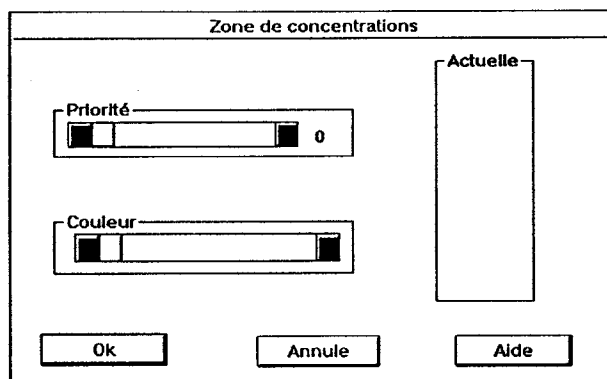 Zone de concentrations
Actuelle
Priorité
0
Couleur
Ok
Annule
Aide